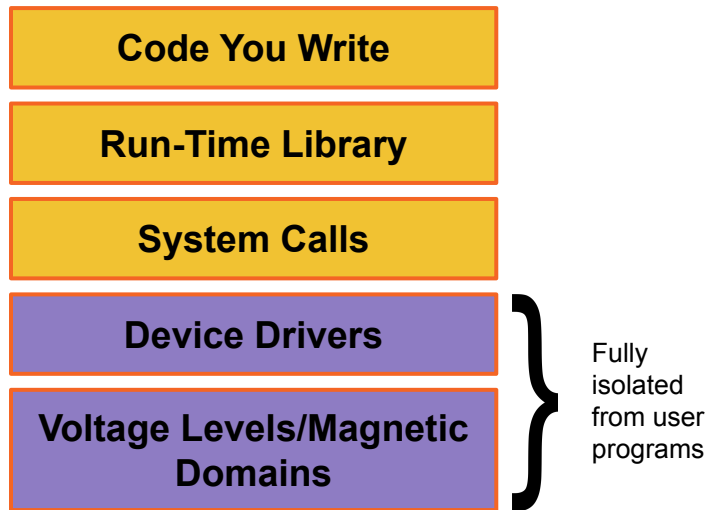 Code You Write
Run-Time Library
System Calls
Device Drivers
Voltage Levels/Magnetic
Domains
Fully
isolated
from user
programs